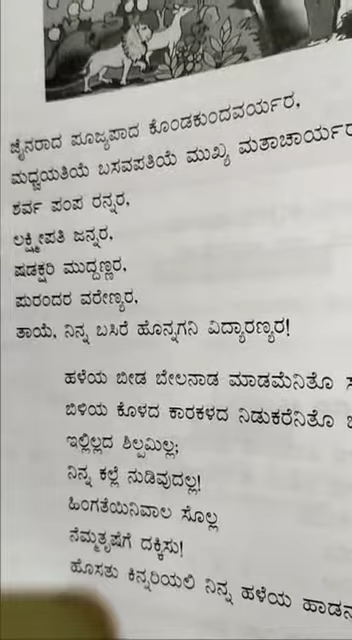 ಜೈನರಾದ ಪೂಜ್ಯಪಾದ ಕೊಂಡಕುಂದವರ್ಯರ,
ಮಧ್ವಯತಿಯೆ ಬಸವಪತಿಯೆ ಮುಖ್ಯ ಮತಾಚಾರ್ಯರ
ಶರ್ವ ಪಂಪ ರನ್ನರ,
ಲಕ್ಷ್ಮೀಪತಿ ಜನ್ನರ,
ಷಡಕ್ಷರಿ ಮುದ್ದಣ್ಣರ,
ಪುರಂದರ ವರೇಣ್ಯರ,
ತಾಯೆ, ನಿನ್ನ ಬಸಿರೆ ಹೊನ್ನಗನಿ ವಿದ್ಯಾರಣ್ಯರ!
ಹಳೆಯ ಬೀಡ ಬೇಲನಾಡ ಮಾಡಮೆನಿತೊ
ಬಿಳಿಯ ಕೊಳದ ಕಾರಕಳದ ನಿಡುಕರೆನಿತೊ
ಇಲ್ಲಿಲ್ಲದ ಶಿಲ್ಪಮಿಲ್ಲ;
ನಿನ್ನ ಕಲ್ಲೆ ನುಡಿವುದಲ್ಲ!
ಹಿಂಗತೆಯಿನಿವಾಲ ಸೊಲ್ಲ
ನೆಮ್ಮತೃಷೆಗೆ ದಕ್ಕಿಸು!
ಹೊಸತು ಕಿನ್ನರಿಯಲಿ ನಿನ್ನ ಹಳೆಯ